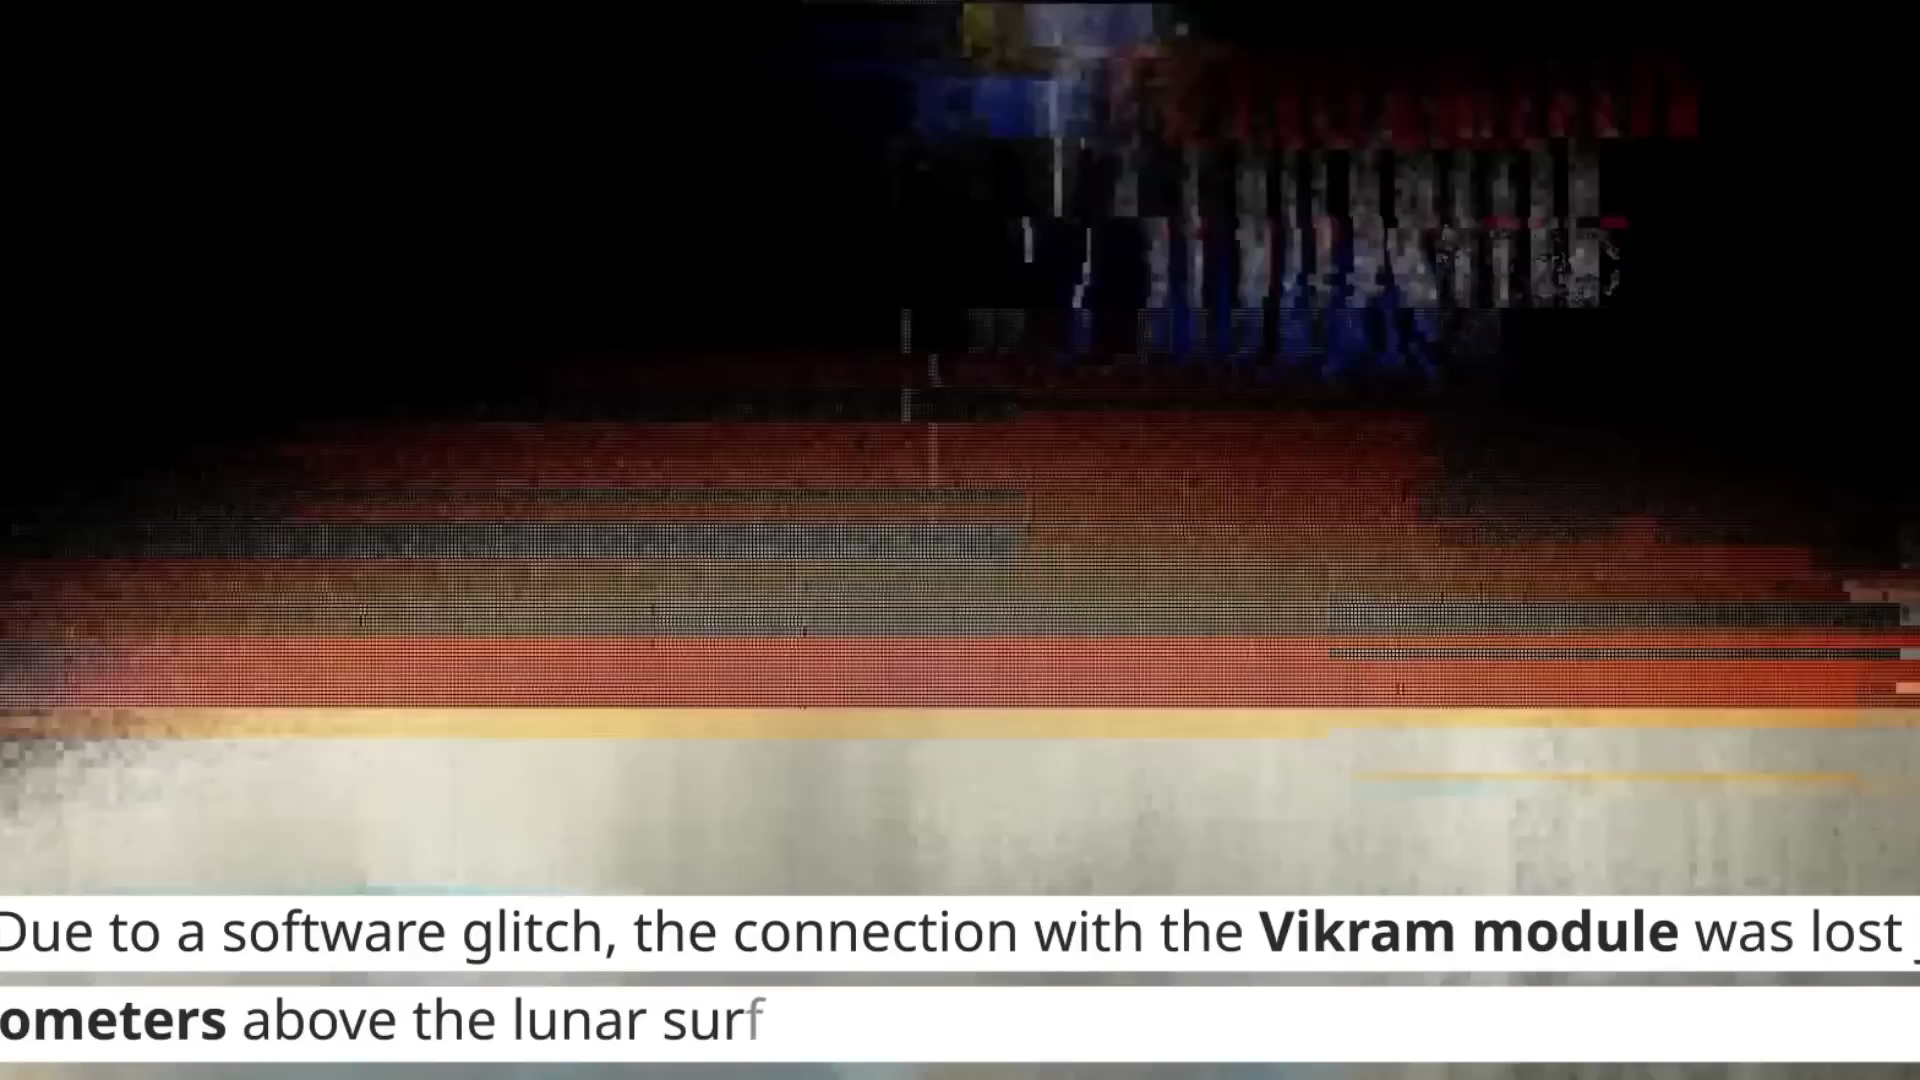 Due to a software glitch, the connection with the Vikram module was lost
ometers above the lunar surf